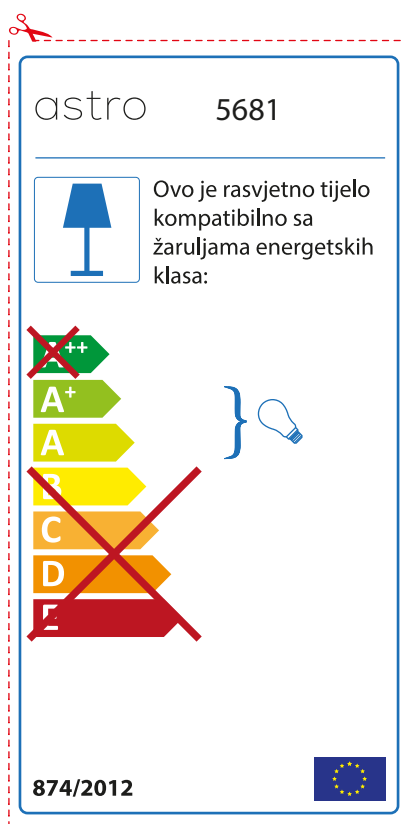 astro 5681
Ovo je rasvjetno tijelo
kompatibilno sa
žaruljama energetskih
klasa:
A++
A+
A
B
C
D
E
874/2012